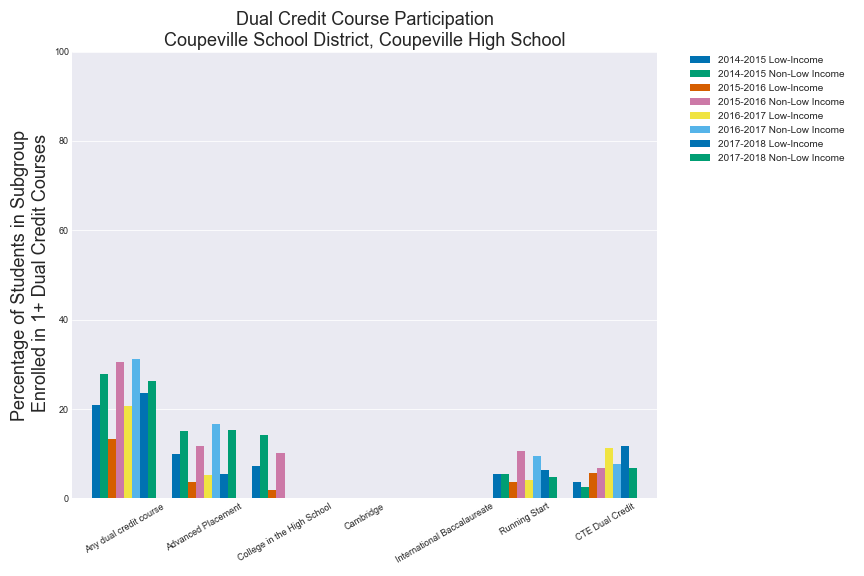 Dual Credit Course Participation
Coupeville School District, Coupeville High School
Percentage of Students in Subgroup
Enrolled in 1+ Dual Credit Courses
100
80
60
40
20
0
Any dual credit course
Advanced Placement
College in the High School
Cambridge
International Baccalaureate
Running Start
CTE Dual Credit
2014-2015 Low-Income
2014-2015 Non-Low Income
2015-2016 Low-Income
2015-2016 Non-Low Income
2016-2017 Low-Income
2016-2017 Non-Low Income
2017-2018 Low-Income
2017-2018 Non-Low Income